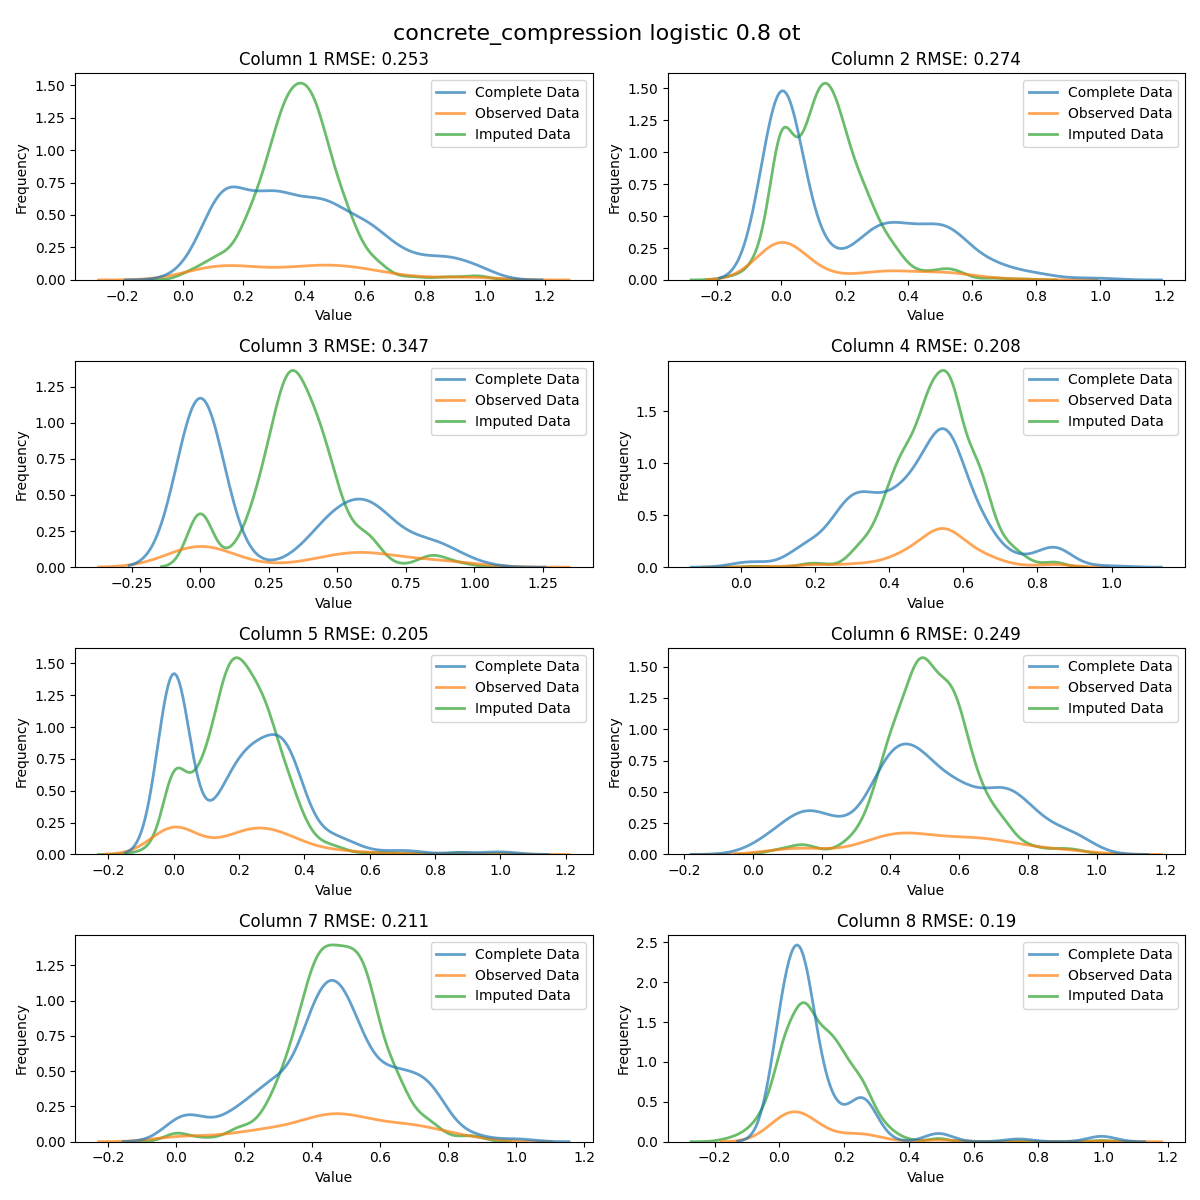 concrete_compression logistic 0.8 ot
Column 1 RMSE: 0.253
Column 2 RMSE: 0.274
1.50
1.25
1.00
0.75
0.50
0.25
0.00
Frequency
Complete Data
Observed Data
Imputed Data
−0.2 0.0 0.2 0.4 0.6 0.8 1.0 1.2
Value
1.50
1.25
1.00
0.75
0.50
0.25
0.00
Frequency
Complete Data
Observed Data
Imputed Data
−0.2 0.0 0.2 0.4 0.6 0.8 1.0 1.2
Value
Column 3 RMSE: 0.347
Column 4 RMSE: 0.208
1.25
1.00
0.75
0.50
0.25
0.00
Frequency
Complete Data
Observed Data
Imputed Data
−0.25 0.00 0.25 0.50 0.75 1.00 1.25
Value
1.5
1.0
0.5
0.0
Frequency
Complete Data
Observed Data
Imputed Data
0.0 0.2 0.4 0.6 0.8 1.0
Value
Column 5 RMSE: 0.205
Column 6 RMSE: 0.249
1.50
1.25
1.00
0.75
0.50
0.25
0.00
Frequency
Complete Data
Observed Data
Imputed Data
−0.2 0.0 0.2 0.4 0.6 0.8 1.0 1.2
Value
1.50
1.25
1.00
0.75
0.50
0.25
0.00
Frequency
Complete Data
Observed Data
Imputed Data
−0.2 0.0 0.2 0.4 0.6 0.8 1.0 1.2
Value
Column 7 RMSE: 0.211
Column 8 RMSE: 0.19
1.25
1.00
0.75
0.50
0.25
0.00
Frequency
Complete Data
Observed Data
Imputed Data
−0.2 0.0 0.2 0.4 0.6 0.8 1.0 1.2
Value
2.5
2.0
1.5
1.0
0.5
0.0
Frequency
Complete Data
Observed Data
Imputed Data
−0.2 0.0 0.2 0.4 0.6 0.8 1.0 1.2
Value